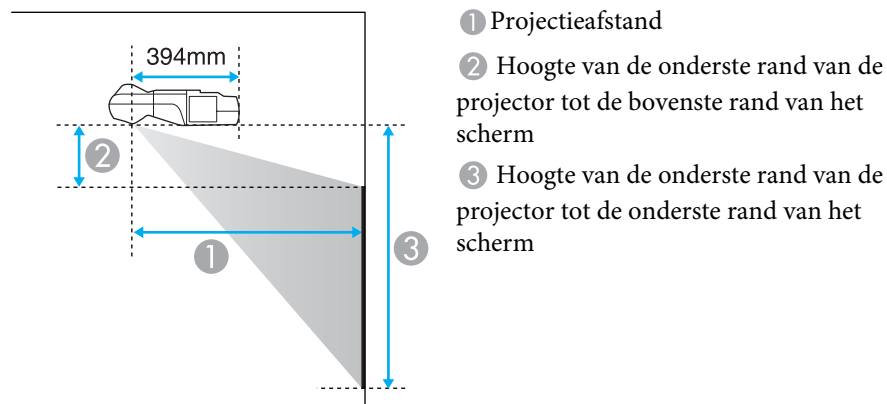 394mm
2
1
3
1 Projectieafstand
2 Hoogte van de onderste rand van de
projector tot de bovenste rand van het
scherm
3 Hoogte van de onderste rand van de
projector tot de onderste rand van het
scherm